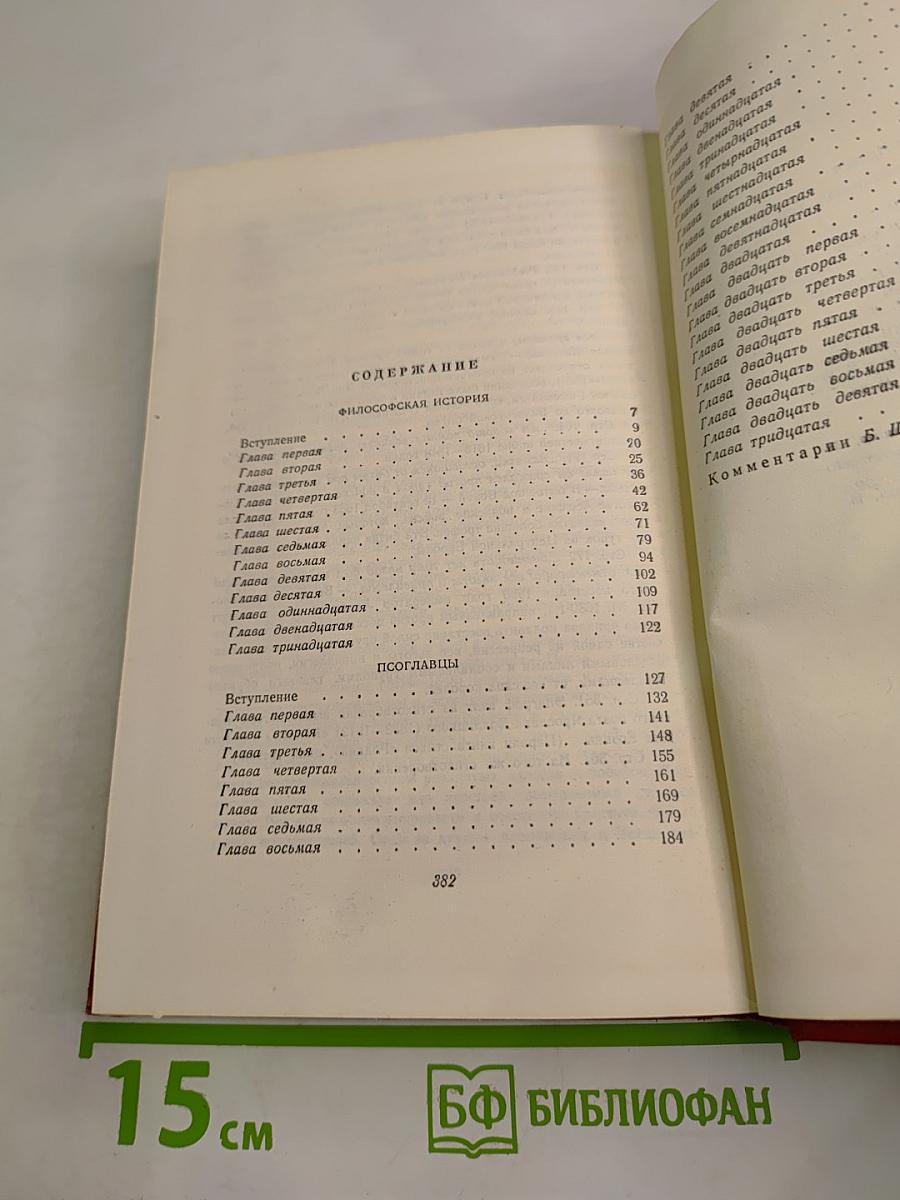 СОДЕРЖАНИЕ
ФИЛОСОФСКАЯ ИСТОРИЯ
Вступление . . . . . . . . . . . . . . . . 7
Глава первая . . . . . . . . . . . . . . . . 9
Глава вторая . . . . . . . . . . . . . . . . 20
Глава третья . . . . . . . . . . . . . . . . 25
Глава четвертая . . . . . . . . . . . . . . . . 36
Глава пятая . . . . . . . . . . . . . . . . 42
Глава шестая . . . . . . . . . . . . . . . . 62
Глава седьмая . . . . . . . . . . . . . . . . 71
Глава восьмая . . . . . . . . . . . . . . . . 79
Глава девятая . . . . . . . . . . . . . . . . 94
Глава десятая . . . . . . . . . . . . . . . . 102
Глава одиннадцатая . . . . . . . . . . . . . . . . 109
Глава двенадцатая . . . . . . . . . . . . . . . . 117
Глава тринадцатая . . . . . . . . . . . . . . . . 122
ПСОГЛАВЦЫ
Вступление . . . . . . . . . . . . . . . . 127
Глава первая . . . . . . . . . . . . . . . . 132
Глава вторая . . . . . . . . . . . . . . . . 141
Глава третья . . . . . . . . . . . . . . . . 148
Глава четвертая . . . . . . . . . . . . . . . . 155
Глава пятая . . . . . . . . . . . . . . . . 161
Глава шестая . . . . . . . . . . . . . . . . 169
Глава седьмая . . . . . . . . . . . . . . . . 179
Глава восьмая . . . . . . . . . . . . . . . . 184
382
Глава девятая . . . . .
Глава десятая . . . . .
Глава одиннадцатая . . . . .
Глава двенадцатая . . . . .
Глава тринадцатая . . . . .
Глава четырнадцатая . . . . .
Глава пятнадцатая . . . . .
Глава шестнадцатая . . . . .
Глава семнадцатая . . . . .
Глава восемнадцатая . . . . .
Глава девятнадцатая . . . . .
Глава двадцатая . . . . .
Глава двадцать первая . . .
Глава двадцать вторая . . .
Глава двадцать третья . .
Глава двадцать четвертая
Глава двадцать пятая . .
Глава двадцать шестая
Глава двадцать седьмая
Глава двадцать восьмая
Глава двадцать девятая
Глава тридцатая . . .
Комментарии Б.
15 см
БФ БИБЛИОФАН